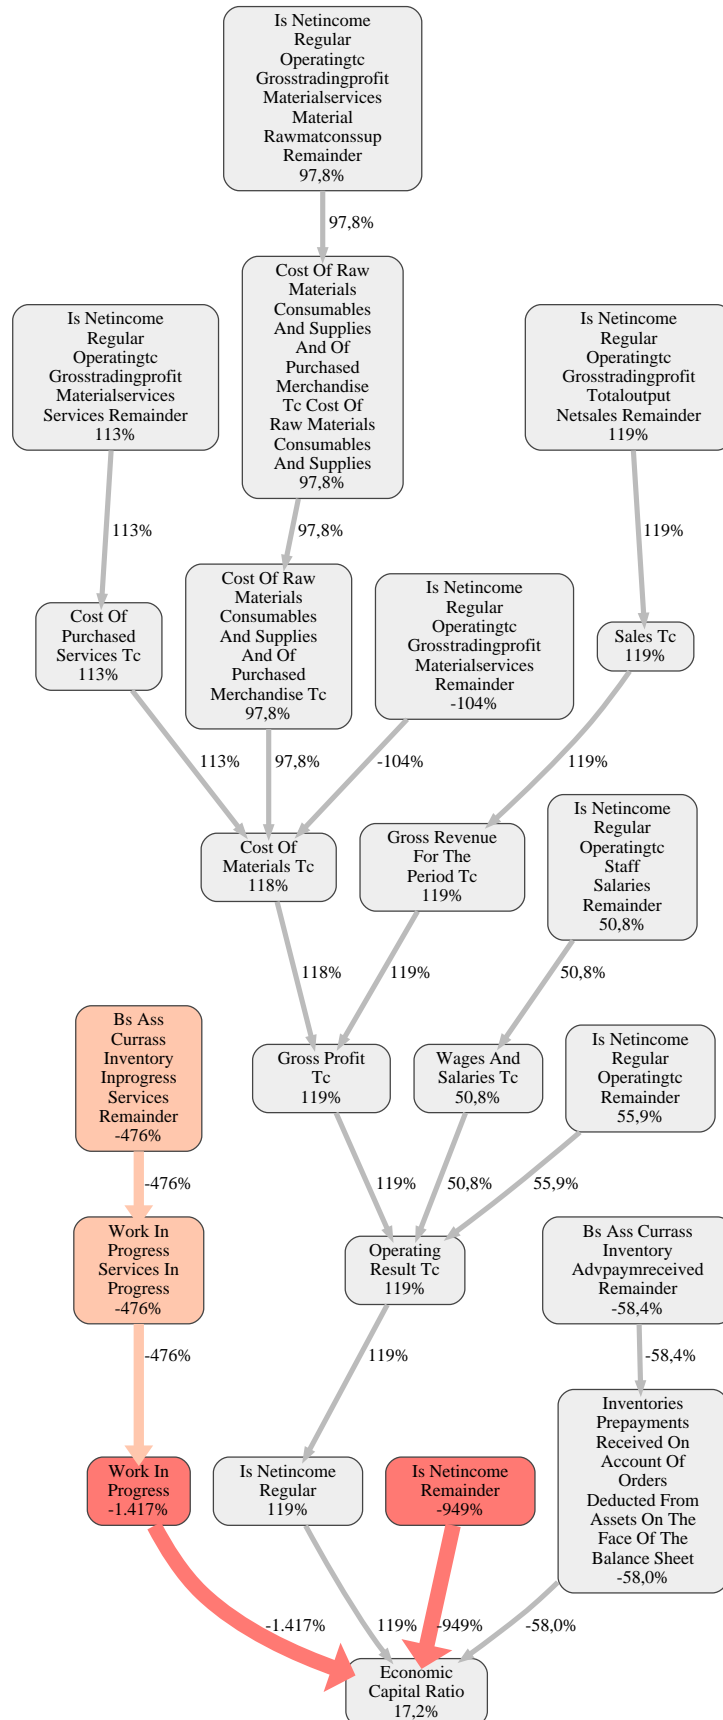 Is Netincome
Regular
Operatingtc
Grosstradingprofit
Materialservices
Material
Rawmatconssup
Remainder
97,8%
97,8%
Cost Of Raw
Materials
Consumables
And Supplies
And Of
Purchased
Merchandise
Tc Cost Of
Raw Materials
Consumables
And Supplies
97,8%
Is Netincome
Regular
Operatingtc
Grosstradingprofit
Materialservices
Services Remainder
113%
Is Netincome
Regular
Operatingtc
Grosstradingprofit
Totaloutput
Netsales Remainder
119%
113%
97,8%
119%
Cost Of
Purchased
Services Tc
113%
Cost Of Raw
Materials
Consumables
And Supplies
And Of
Purchased
Merchandise Tc
97,8%
Is Netincome
Regular
Operatingtc
Grosstradingprofit
Materialservices
Remainder
-104%
Sales Tc
119%
113%
97,8%
-104%
119%
Cost Of
Materials Tc
118%
Gross Revenue
For The
Period Tc
119%
Is Netincome
Regular
Operatingtc
Staff
Salaries
Remainder
50,8%
118%
119%
50,8%
Bs Ass
Currass
Inventory
Inprogress
Services
Remainder
-476%
Gross Profit
Tc
119%
Wages And
Salaries Tc
50,8%
Is Netincome
Regular
Operatingtc
Remainder
55,9%
-476%
119%
50,8%
55,9%
Work In
Progress
Services In
Progress
-476%
Operating
Result Tc
119%
Bs Ass Currass
Inventory
Advpaymreceived
Remainder
-58,4%
-476%
119%
-58,4%
Work In
Progress
-1.417%
Is Netincome
Regular
119%
Is Netincome
Remainder
-949%
Inventories
Prepayments
Received On
Account Of
Orders
Deducted From
Assets On The
Face Of The
Balance Sheet
-58,0%
-1.417%
119%
-949%
-58,0%
Economic
Capital Ratio
17,2%